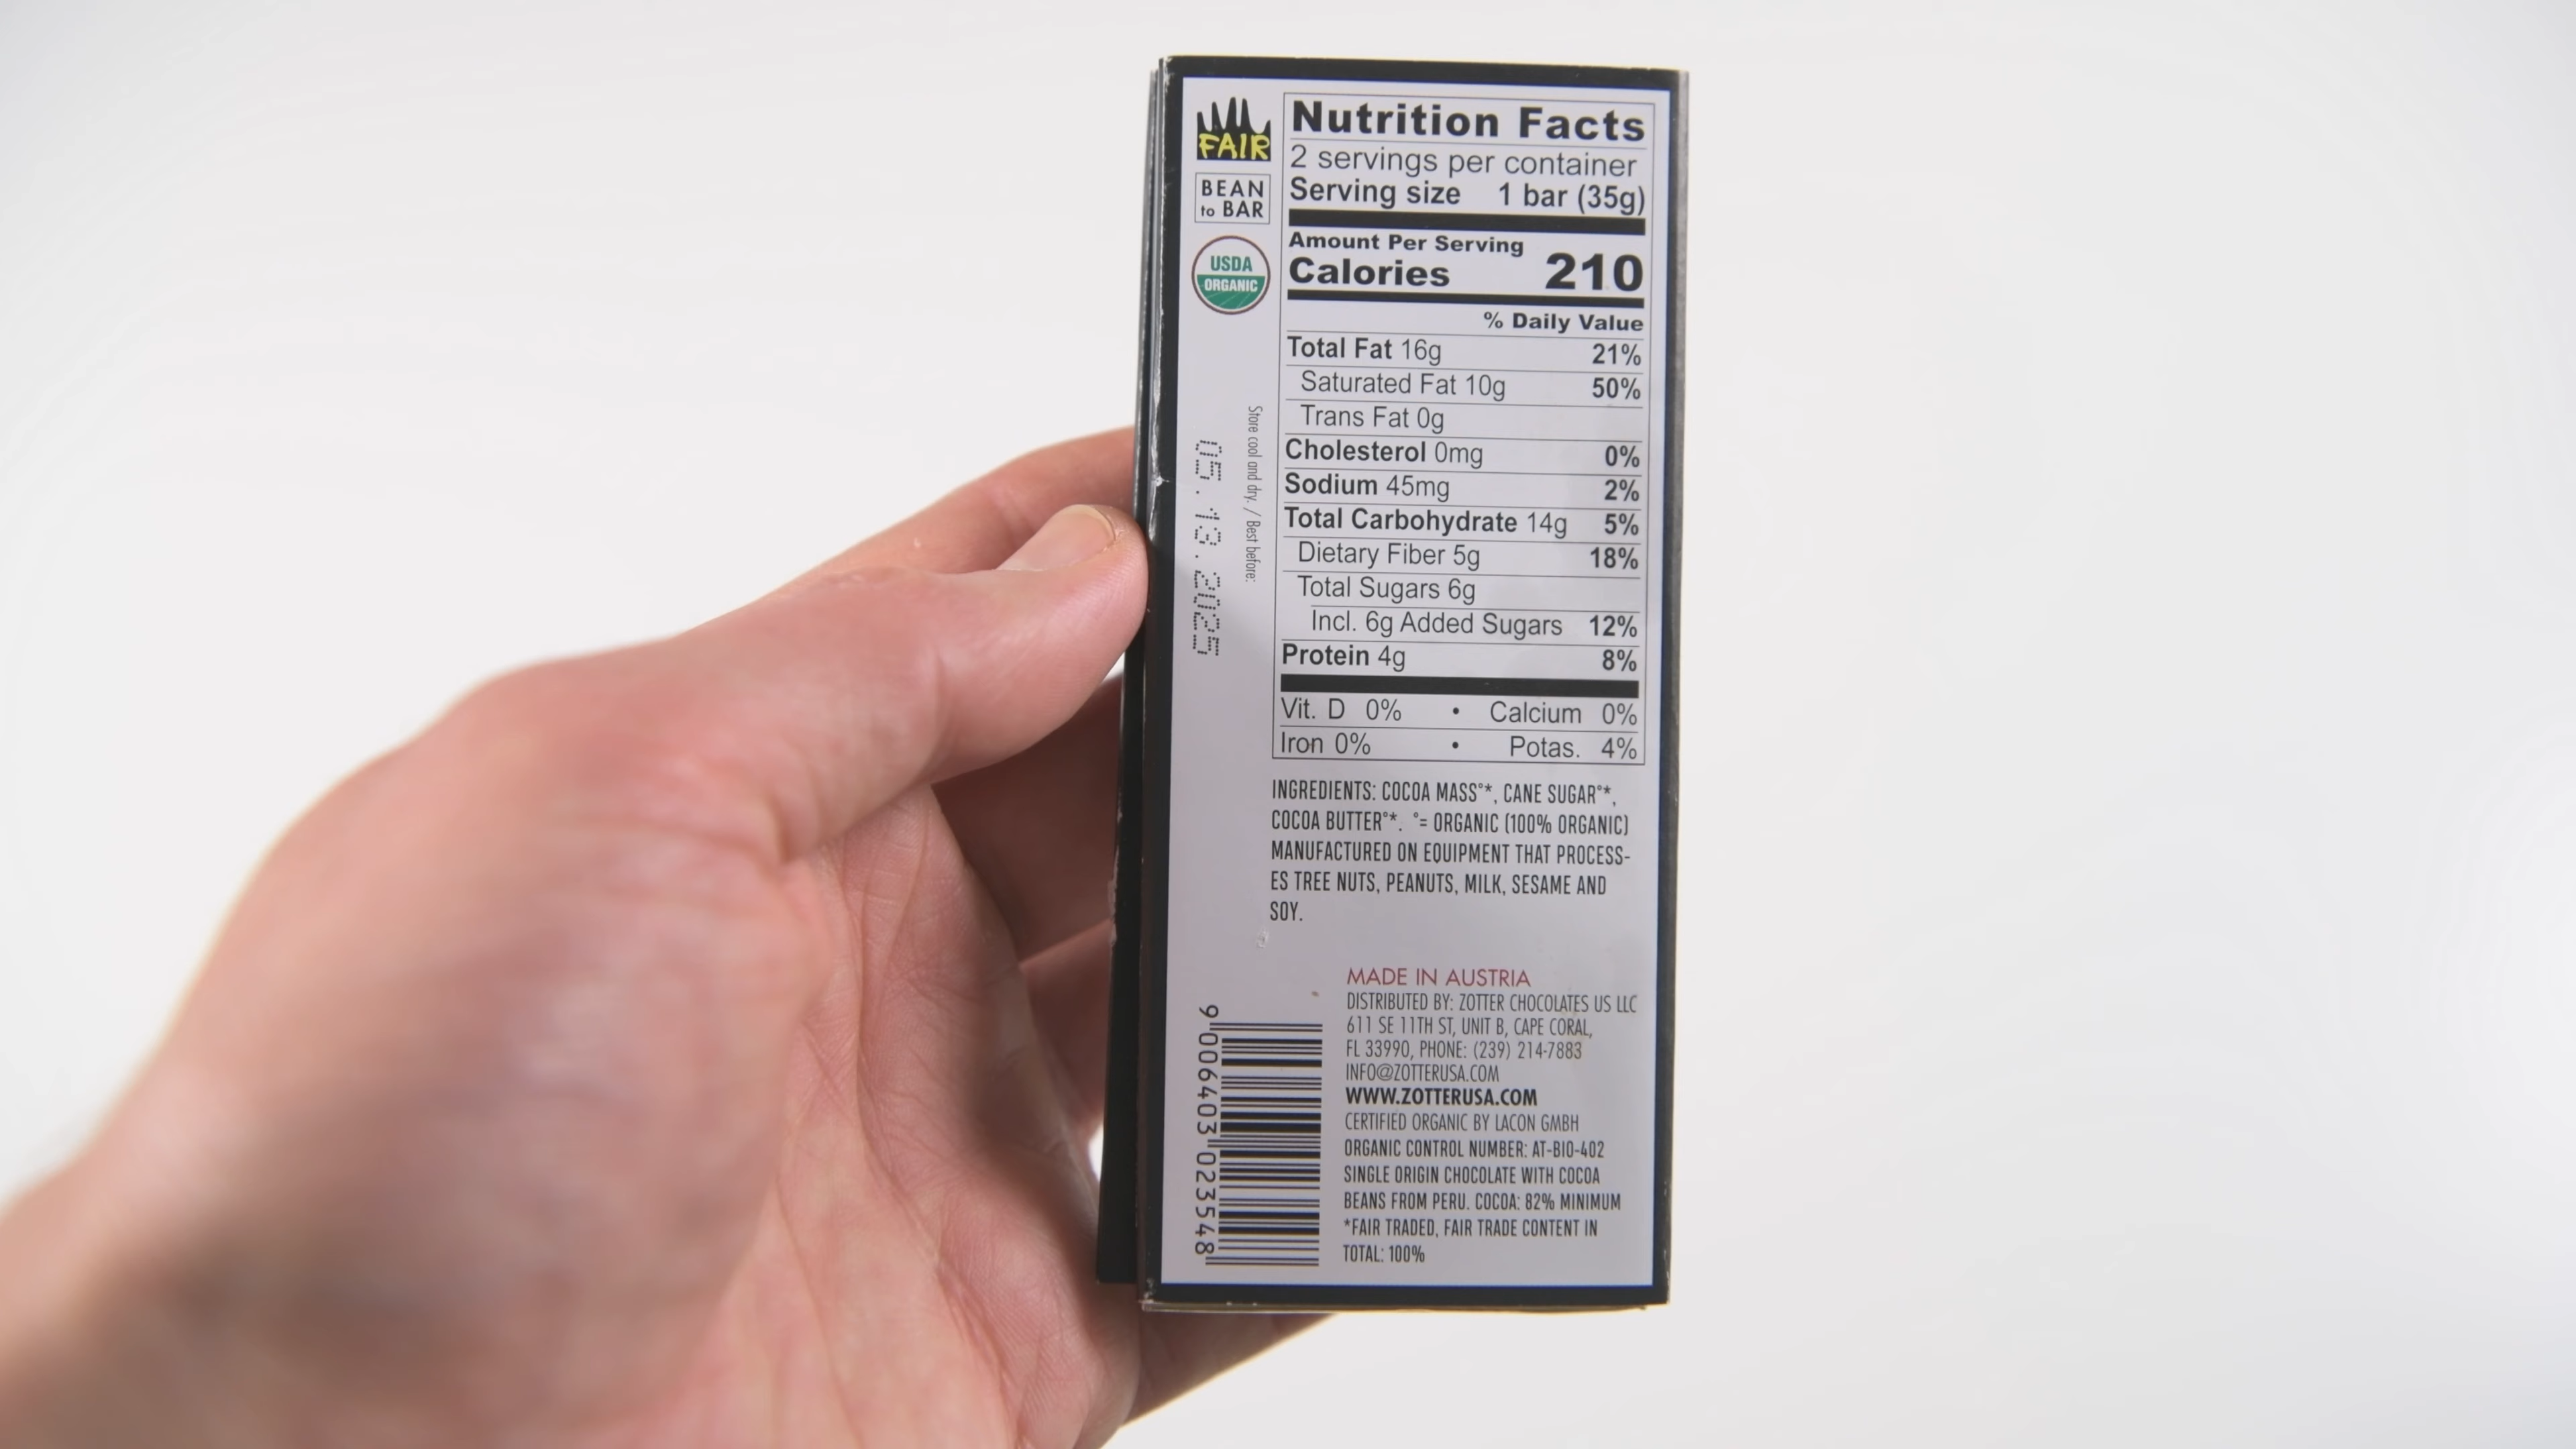 FAIR
BEAN
to BAR
USDA
ORGANIC
Store cool and dry. / Best before:
05.13.2025
Nutrition Facts
2 servings per container
Serving size 1 bar (35g)
Amount Per Serving
Calories 210
% Daily Value
Total Fat 16g 21%
Saturated Fat 10g 50%
Trans Fat 0g
Cholesterol 0mg 0%
Sodium 45mg 2%
Total Carbohydrate 14g 5%
Dietary Fiber 5g 18%
Total Sugars 6g
Incl. 6g Added Sugars 12%
Protein 4g 8%
Vit. D 0% • Calcium 0%
Iron 0% • Potas. 4%
INGREDIENTS: COCOA MASS°*, CANE SUGAR°*,
COCOA BUTTER°*. °= ORGANIC (100% ORGANIC)
MANUFACTURED ON EQUIPMENT THAT PROCESS-
ES TREE NUTS, PEANUTS, MILK, SESAME AND
SOY.
MADE IN AUSTRIA
DISTRIBUTED BY: ZOTTER CHOCOLATES US LLC
611 SE 11TH ST, UNIT B, CAPE CORAL,
FL 33990, PHONE: (239) 214-7883
INFO@ZOTTERUSA.COM
WWW.ZOTTERUSA.COM
CERTIFIED ORGANIC BY LACON GMBH
ORGANIC CONTROL NUMBER: AT-BIO-402
SINGLE ORIGIN CHOCOLATE WITH COCOA
BEANS FROM PERU. COCOA: 82% MINIMUM
*FAIR TRADED, FAIR TRADE CONTENT IN
TOTAL: 100%
9 006403 023548